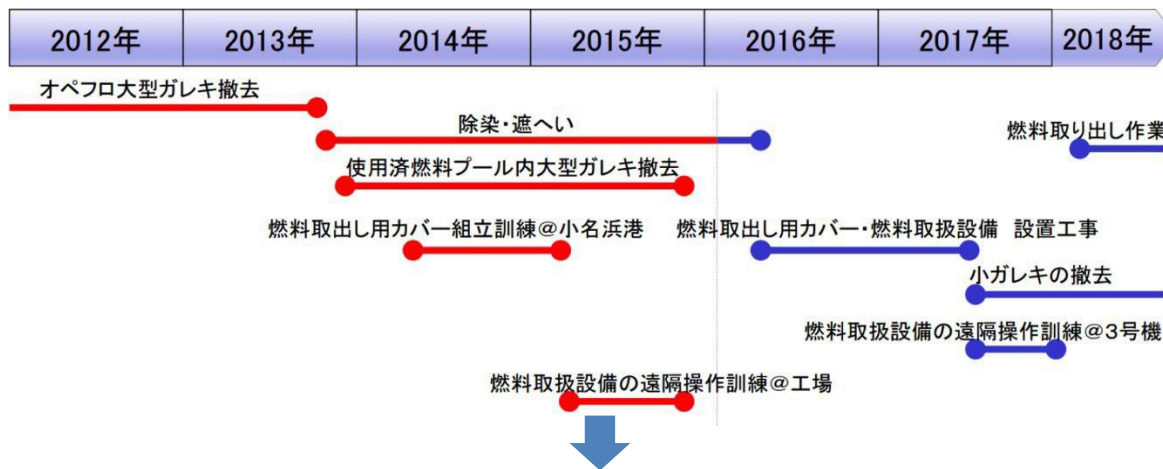 2012年 2013年 2014年 2015年 2016年 2017年 2018年
オペフロ大型ガレキ撤去
除染・遮へい
燃料取り出し作業
使用済燃料プール内大型ガレキ撤去
燃料取出し用カバー組立訓練@小名浜港
燃料取出し用カバー・燃料取扱設備 設置工事
小ガレキの撤去
燃料取扱設備の遠隔操作訓練@3号機
燃料取扱設備の遠隔操作訓練@工場